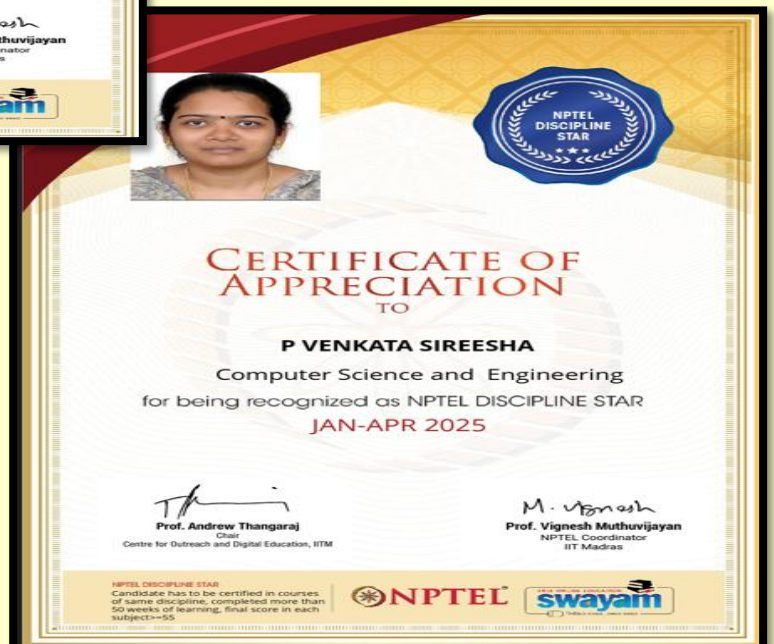 thuvijayan
NPTEL
DISCIPLINE
STAR
CERTIFICATE OF
APPRECIATION
TO
P VENKATA SIREESHA
Computer Science and Engineering
for being recognized as NPTEL DISCIPLINE STAR
JAN-APR 2025
M. Vignesh
Prof. Andrew Thangaraj
Chair
Centre for Outreach and Digital Education, IITM
Prof. Vignesh Muthuvijayan
NPTEL Coordinator
IIT Madras
NPTEL DISCIPLINE STAR
Candidate has to be certified in courses
of same discipline, completed more than
50 weeks of learning, final score in each
subject>=55
NPTEL
swayam